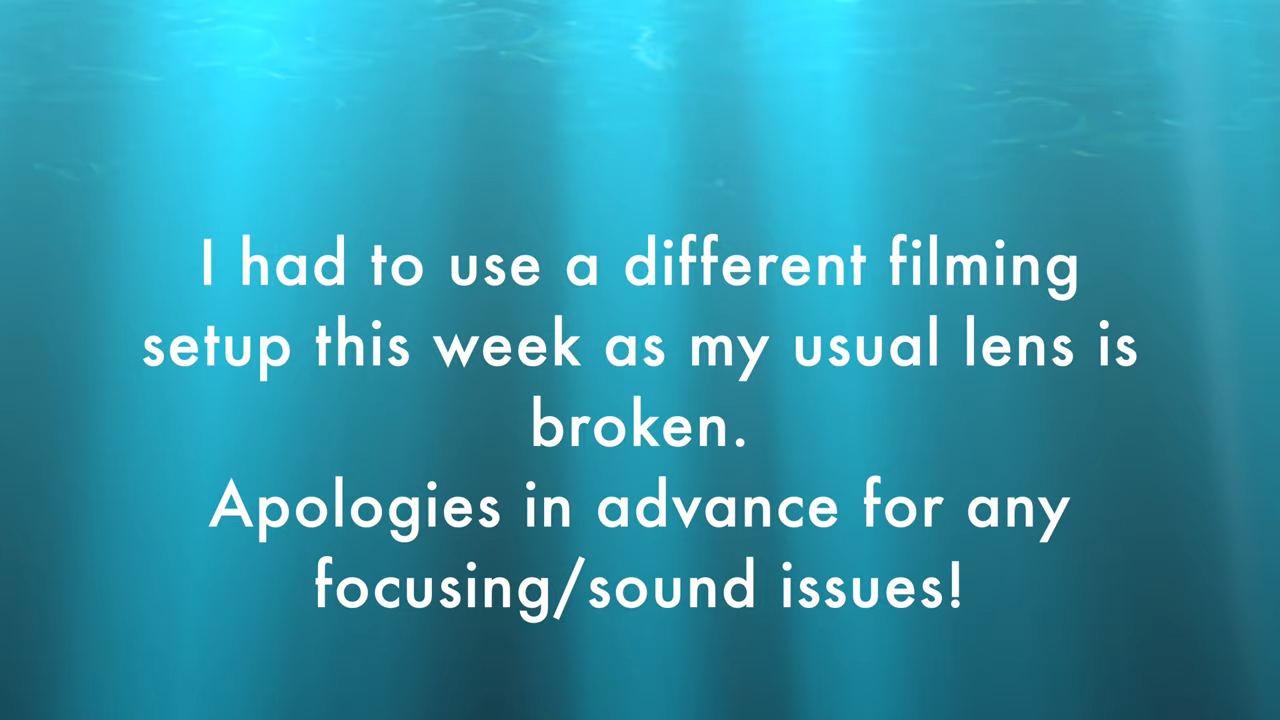 I had to use a different filming
setup this week as my usual lens is
broken.
Apologies in advance for any
focusing/sound issues!